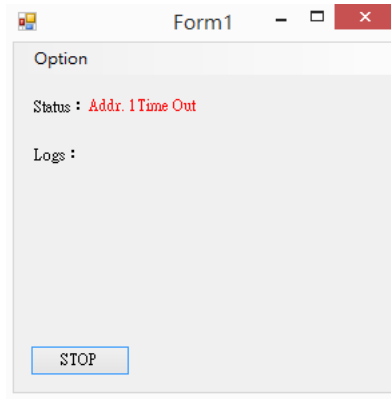 Form1
Option
Status：Addr. 1 Time Out
Logs：
STOP